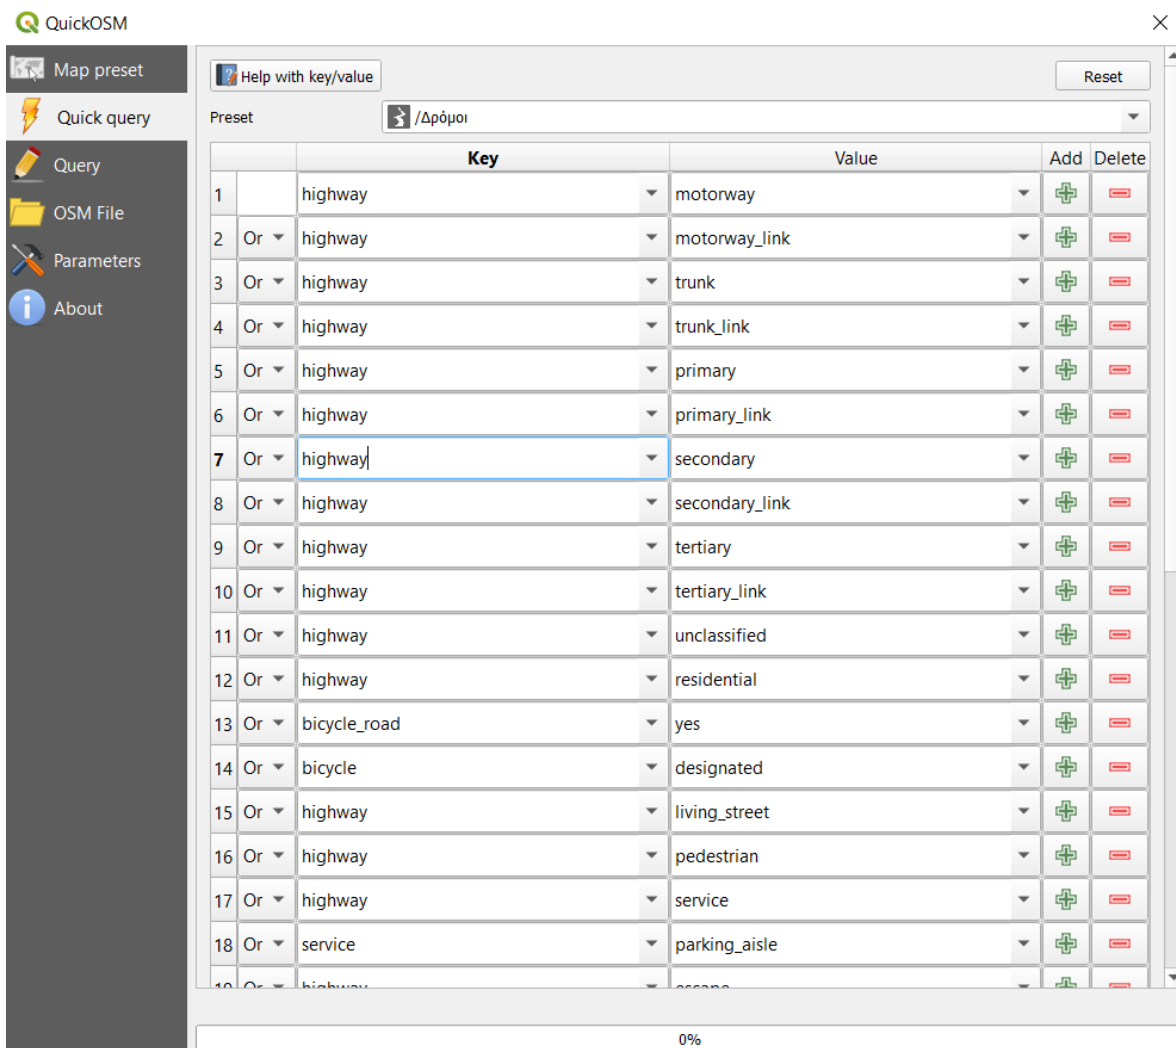 QuickOSM
Map preset
Quick query
Query
OSM File
Parameters
About
Help with key/value
Reset
Preset /Δρόμοι
Key Value Add Delete
1 highway motorway
2 Or highway motorway_link
3 Or highway trunk
4 Or highway trunk_link
5 Or highway primary
6 Or highway primary_link
7 Or highway secondary
8 Or highway secondary_link
9 Or highway tertiary
10 Or highway tertiary_link
11 Or highway unclassified
12 Or highway residential
13 Or bicycle_road yes
14 Or bicycle designated
15 Or highway living_street
16 Or highway pedestrian
17 Or highway service
18 Or service parking_aisle
19 Or highway escape
0%